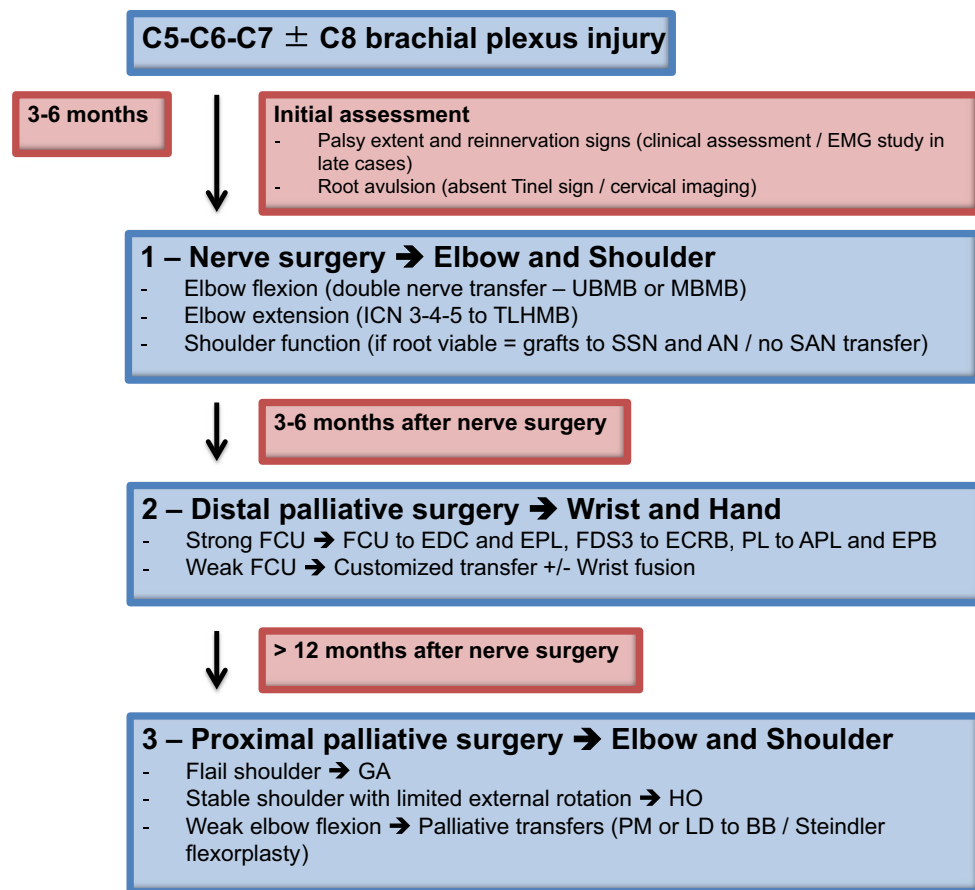 C5-C6-C7 ± C8 brachial plexus injury
3-6 months
Initial assessment
- Palsy extent and reinnervation signs (clinical assessment / EMG study in
late cases)
- Root avulsion (absent Tinel sign / cervical imaging)
1 – Nerve surgery ➔ Elbow and Shoulder
- Elbow flexion (double nerve transfer – UBMB or MBMB)
- Elbow extension (ICN 3-4-5 to TLHMB)
- Shoulder function (if root viable = grafts to SSN and AN / no SAN transfer)
3-6 months after nerve surgery
2 – Distal palliative surgery ➔ Wrist and Hand
- Strong FCU ➔ FCU to EDC and EPL, FDS3 to ECRB, PL to APL and EPB
- Weak FCU ➔ Customized transfer +/- Wrist fusion
> 12 months after nerve surgery
3 – Proximal palliative surgery ➔ Elbow and Shoulder
- Flail shoulder ➔ GA
- Stable shoulder with limited external rotation ➔ HO
- Weak elbow flexion ➔ Palliative transfers (PM or LD to BB / Steindler
flexorplasty)